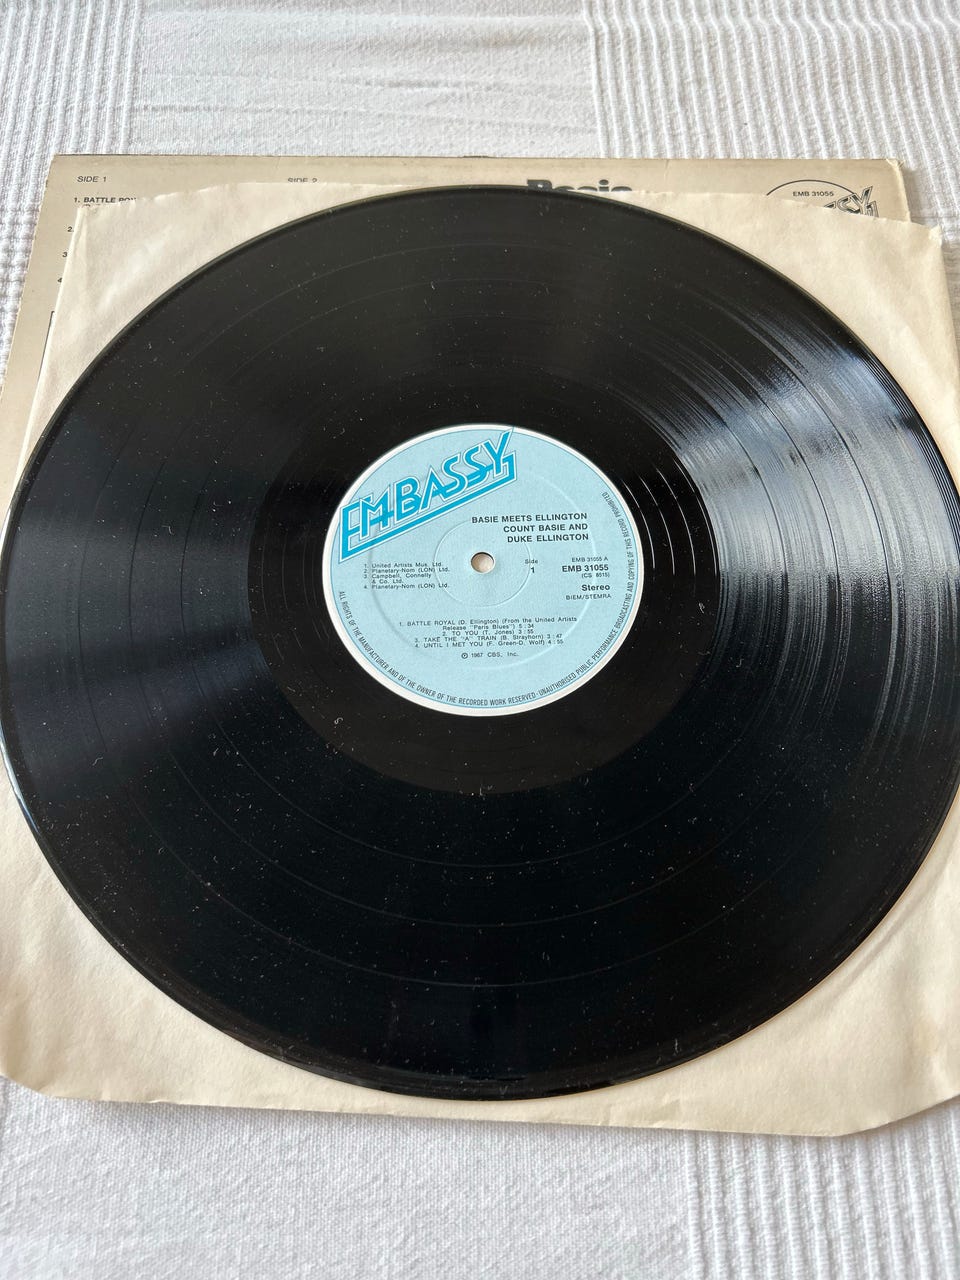 SIDE 1
SIDE 2
Basie
EMB 31055
1. BATTLE
2.
3
4
EMBASSY
BASIE MEETS ELLINGTON
COUNT BASIE AND
DUKE ELLINGTON
1. United Artists Mus. Ltd.
2. Planetary-Nom (LON) Ltd.
3. Campbell, Connelly
& Co. Ltd.
4. Planetary-Nom (LON) Ltd.
Side
1
EMB 31055 A
EMB 31055
(CS 8515)
Stereo
BIEM/STEMRA
1. BATTLE ROYAL (D. Ellington) (From the United Artists
Release "Paris Blues") 5 : 34
2. TO YOU (T. Jones) 3 : 55
3. TAKE THE "A" TRAIN (B. Strayhorn) 3 : 47
4. UNTIL I MET YOU (F. Green-D. Wolf) 4 : 55
℗ 1967 CBS, Inc.
ALL RIGHTS OF THE MANUFACTURER AND OF THE OWNER OF THE RECORDED WORK RESERVED · UNAUTHORISED PUBLIC PERFORMANCE BROADCASTING AND COPYING OF THIS RECORD PROHIBITED